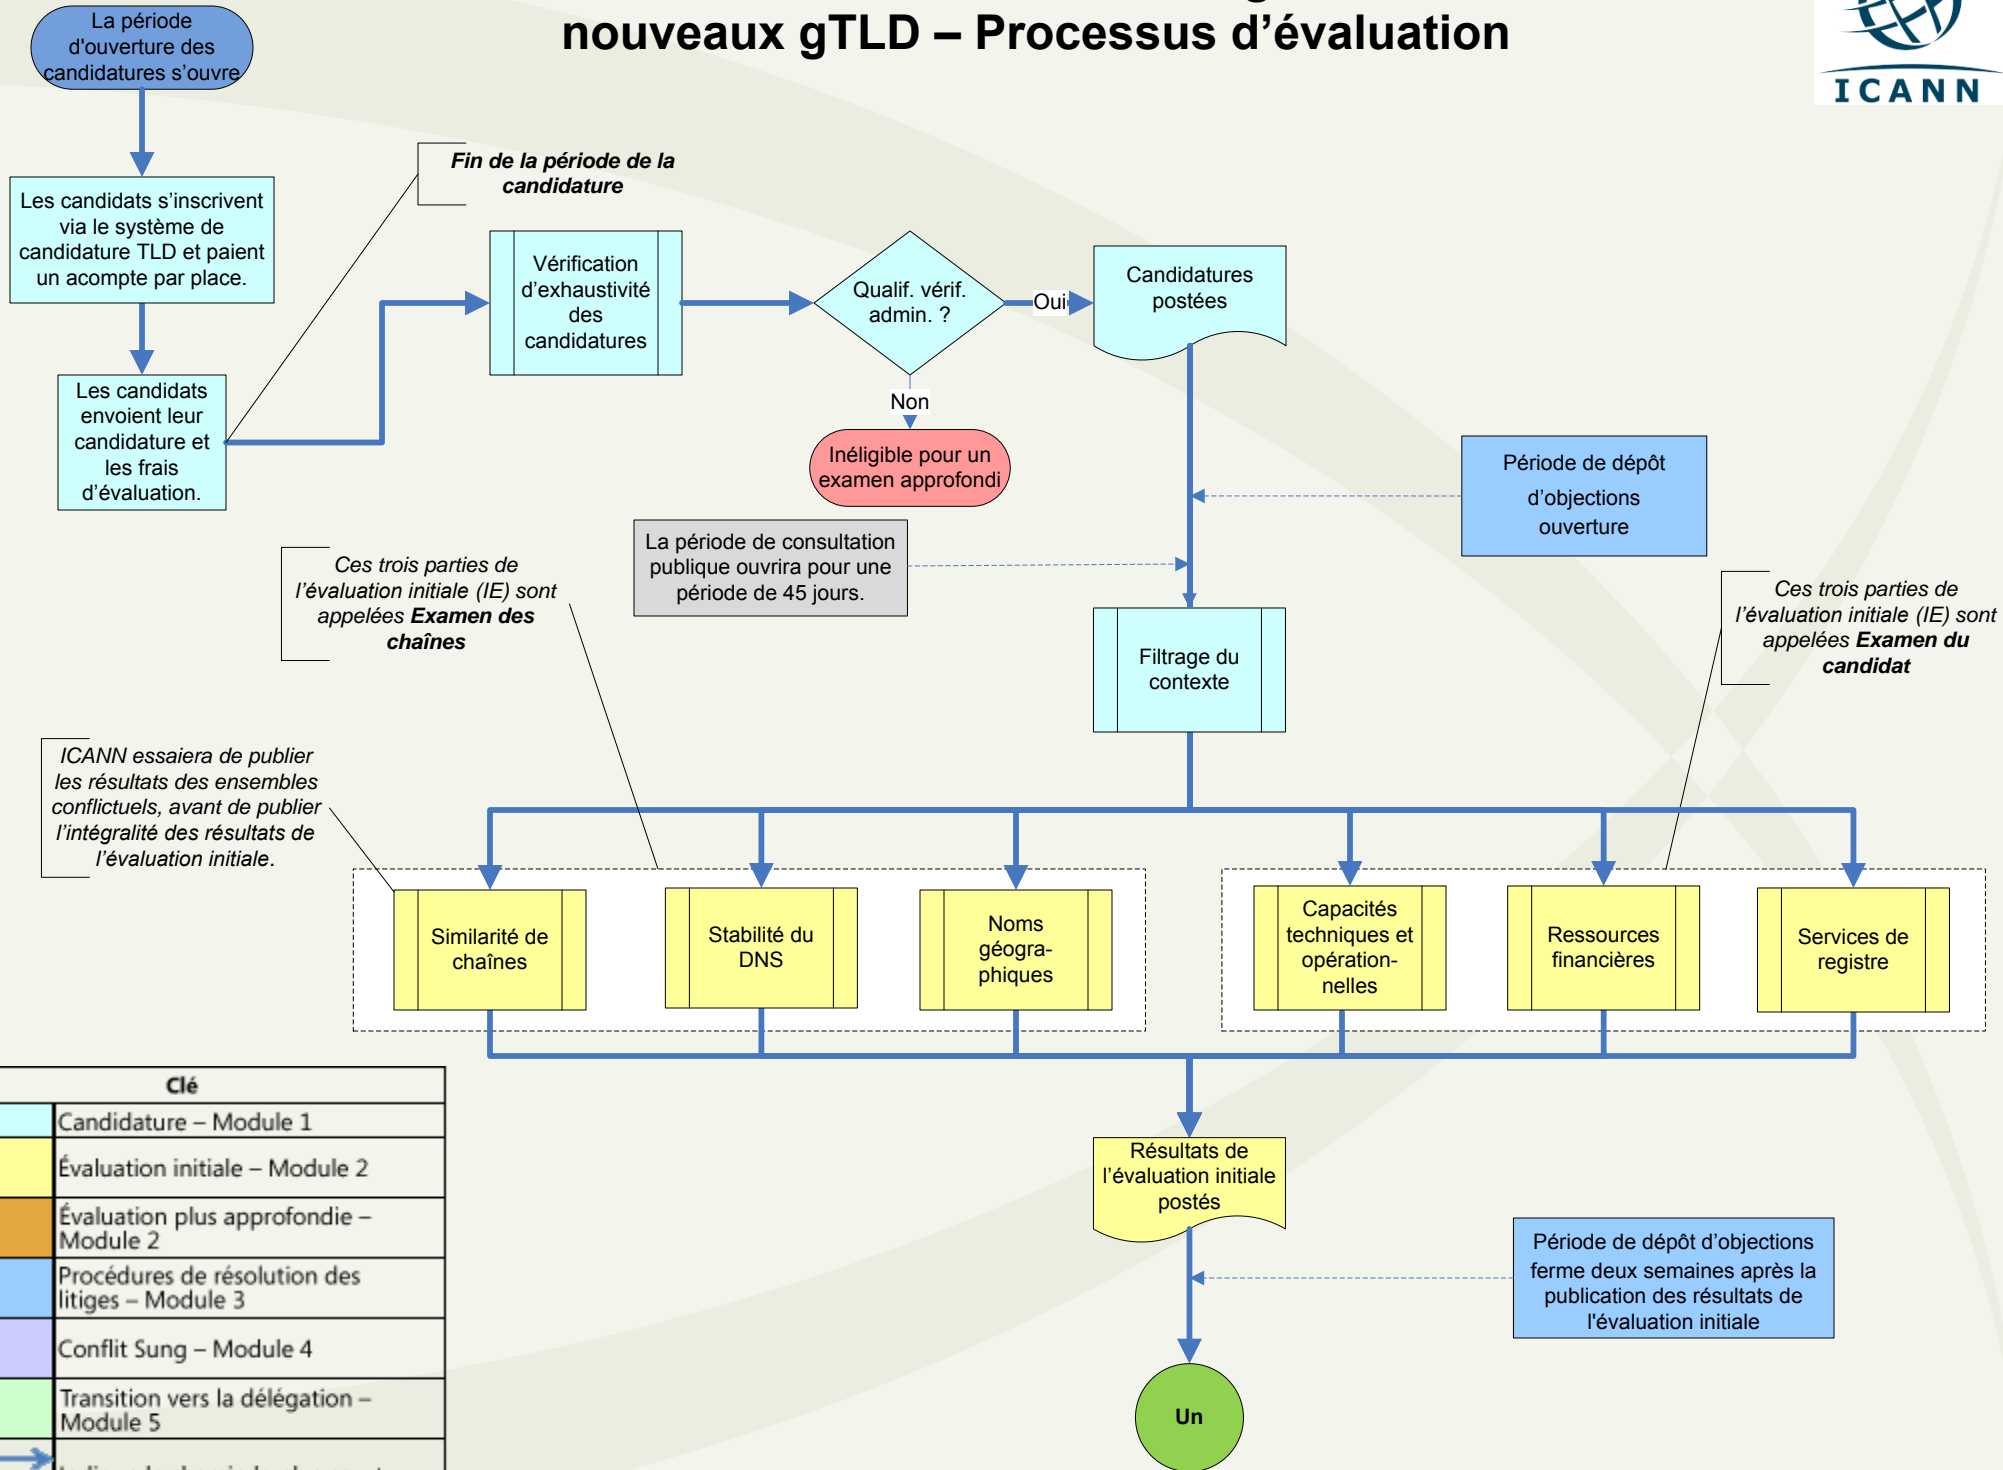 nouveaux gTLD – Processus d’évaluation
ICANN
La période
d'ouverture des
candidatures s’ouvre
Les candidats s’inscrivent
via le système de
candidature TLD et paient
un acompte par place.
Les candidats
envoient leur
candidature et
les frais
d’évaluation.
Fin de la période de la
candidature
Vérification
d’exhaustivité
des
candidatures
Qualif. vérif.
admin. ?
Oui
Non
Candidatures
postées
Inéligible pour un
examen approfondi
Période de dépôt
d’objections
ouverture
La période de consultation
publique ouvrira pour une
période de 45 jours.
Filtrage du
contexte
Ces trois parties de
l’évaluation initiale (IE) sont
appelées Examen des
chaînes
Ces trois parties de
l’évaluation initiale (IE) sont
appelées Examen du
candidat
ICANN essaiera de publier
les résultats des ensembles
conflictuels, avant de publier
l’intégralité des résultats de
l’évaluation initiale.
Similarité de
chaînes
Stabilité du
DNS
Noms
géogra-
phiques
Capacités
techniques et
opération-
nelles
Ressources
financières
Services de
registre
Résultats de
l’évaluation initiale
postés
Période de dépôt d’objections
ferme deux semaines après la
publication des résultats de
l'évaluation initiale
Un
Clé
Candidature – Module 1
Évaluation initiale – Module 2
Évaluation plus approfondie –
Module 2
Procédures de résolution des
litiges – Module 3
Conflit Sung – Module 4
Transition vers la délégation –
Module 5